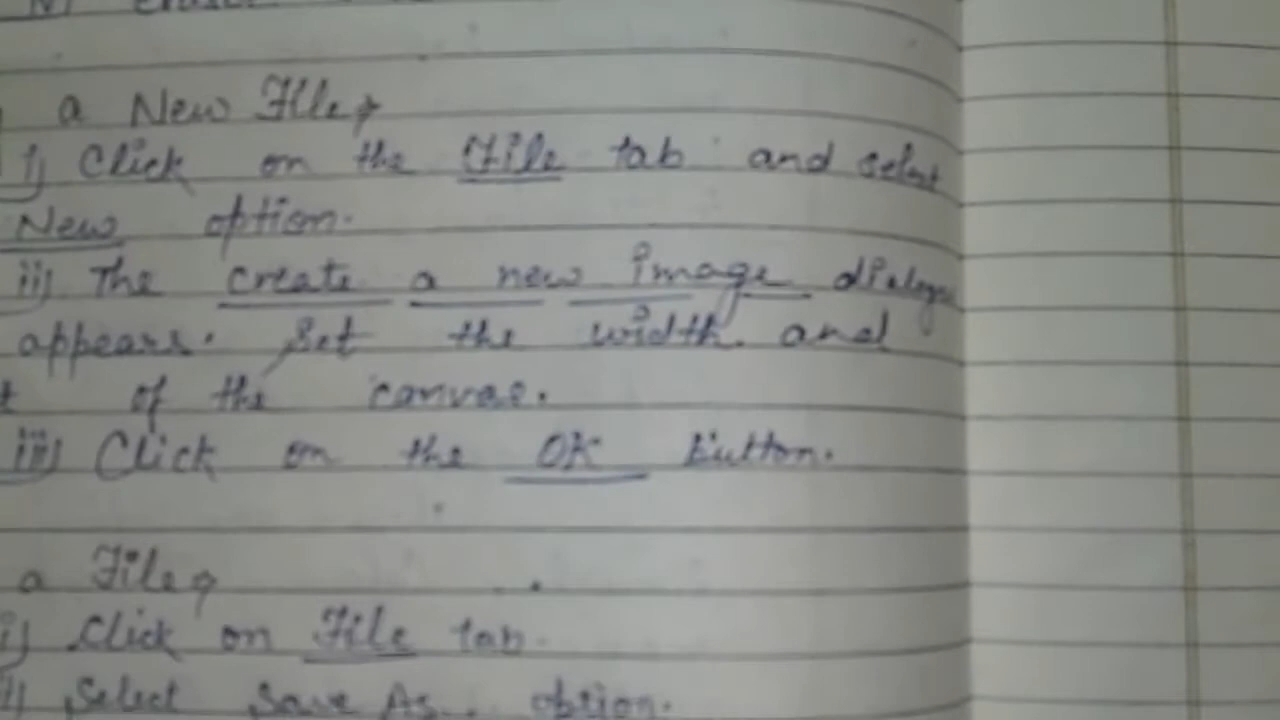 a New File
i) Click on the File tab and select
New option.
ii) The create a new image dialogue
appears. Set the width and
of the canvas.
iii) Click on the OK button.
a File
i) Click on File tab.
Select Save As option.